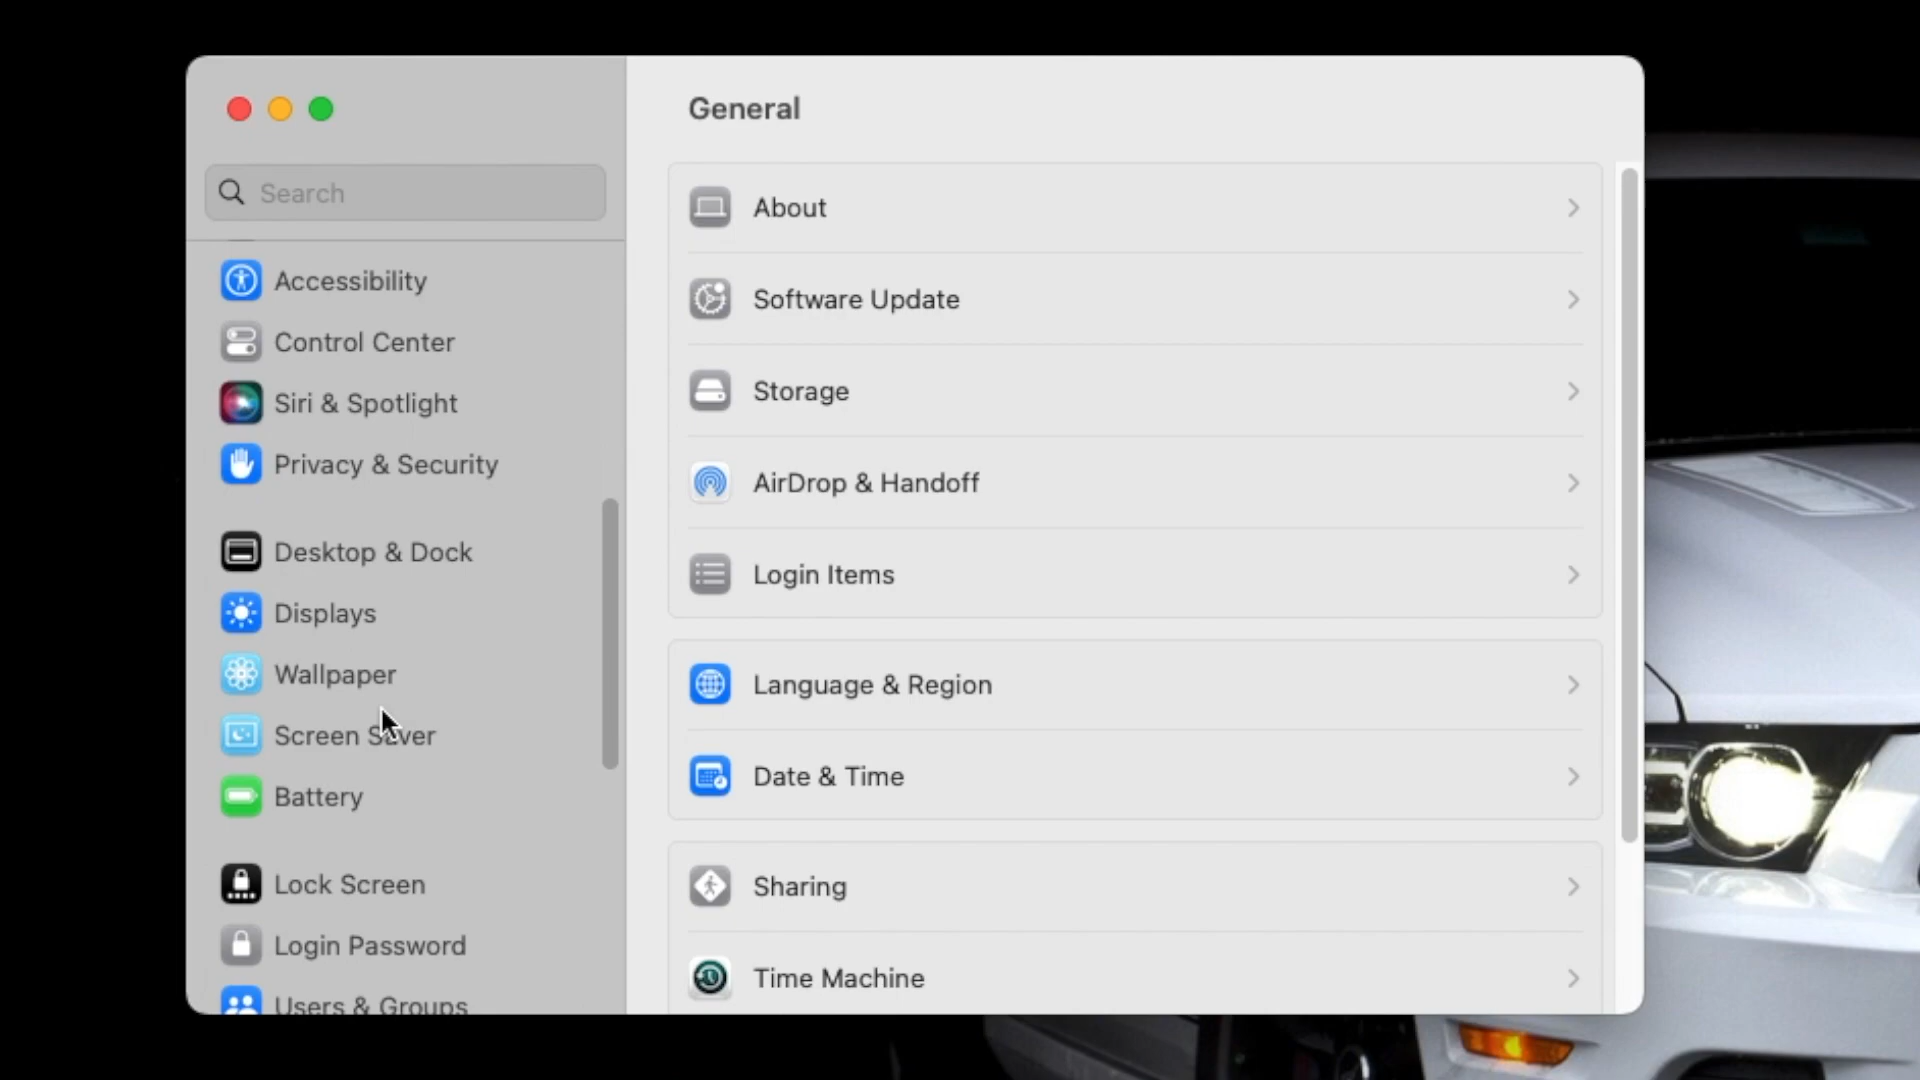 Search
Accessibility
Control Center
Siri & Spotlight
Privacy & Security
Desktop & Dock
Displays
Wallpaper
Screen Saver
Battery
Lock Screen
Login Password
Users & Groups
General
About
Software Update
Storage
AirDrop & Handoff
Login Items
Language & Region
Date & Time
Sharing
Time Machine